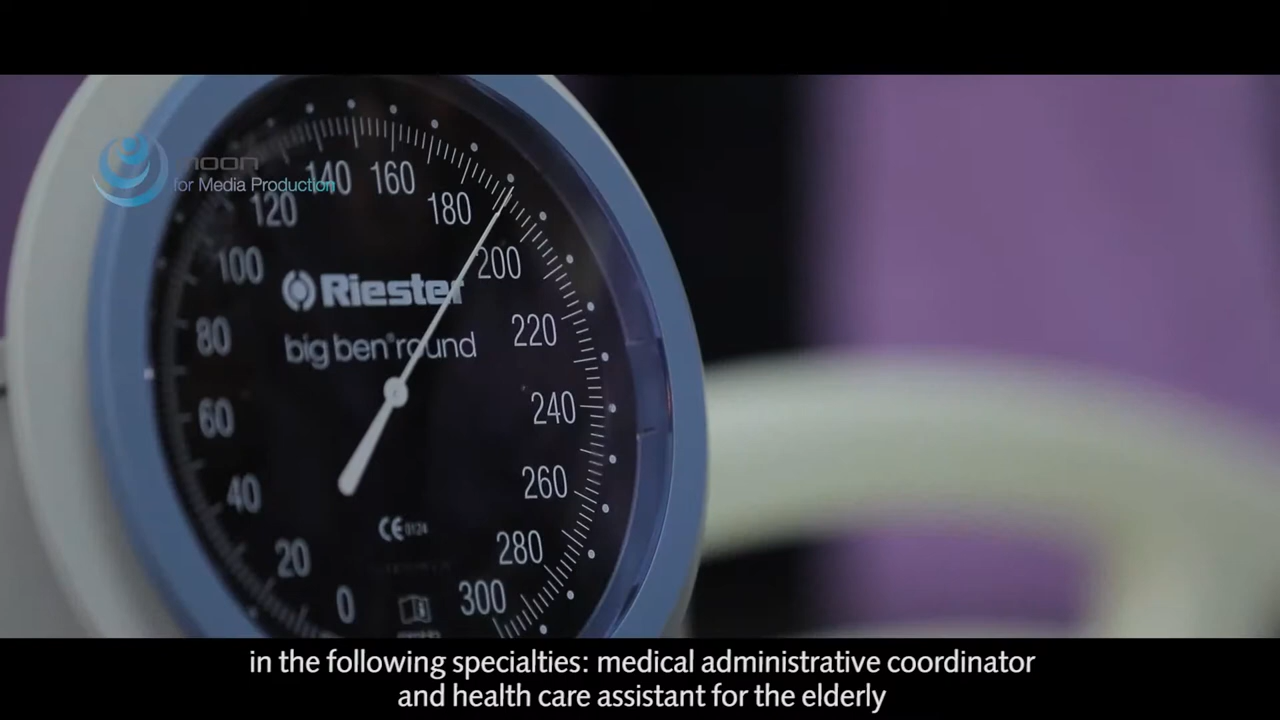 noon
for Media Production
140
160
120
180
100
200
Riester
big ben®round
80
220
60
240
40
260
CE 0124
20
280
0
300
in the following specialties: medical administrative coordinator
and health care assistant for the elderly